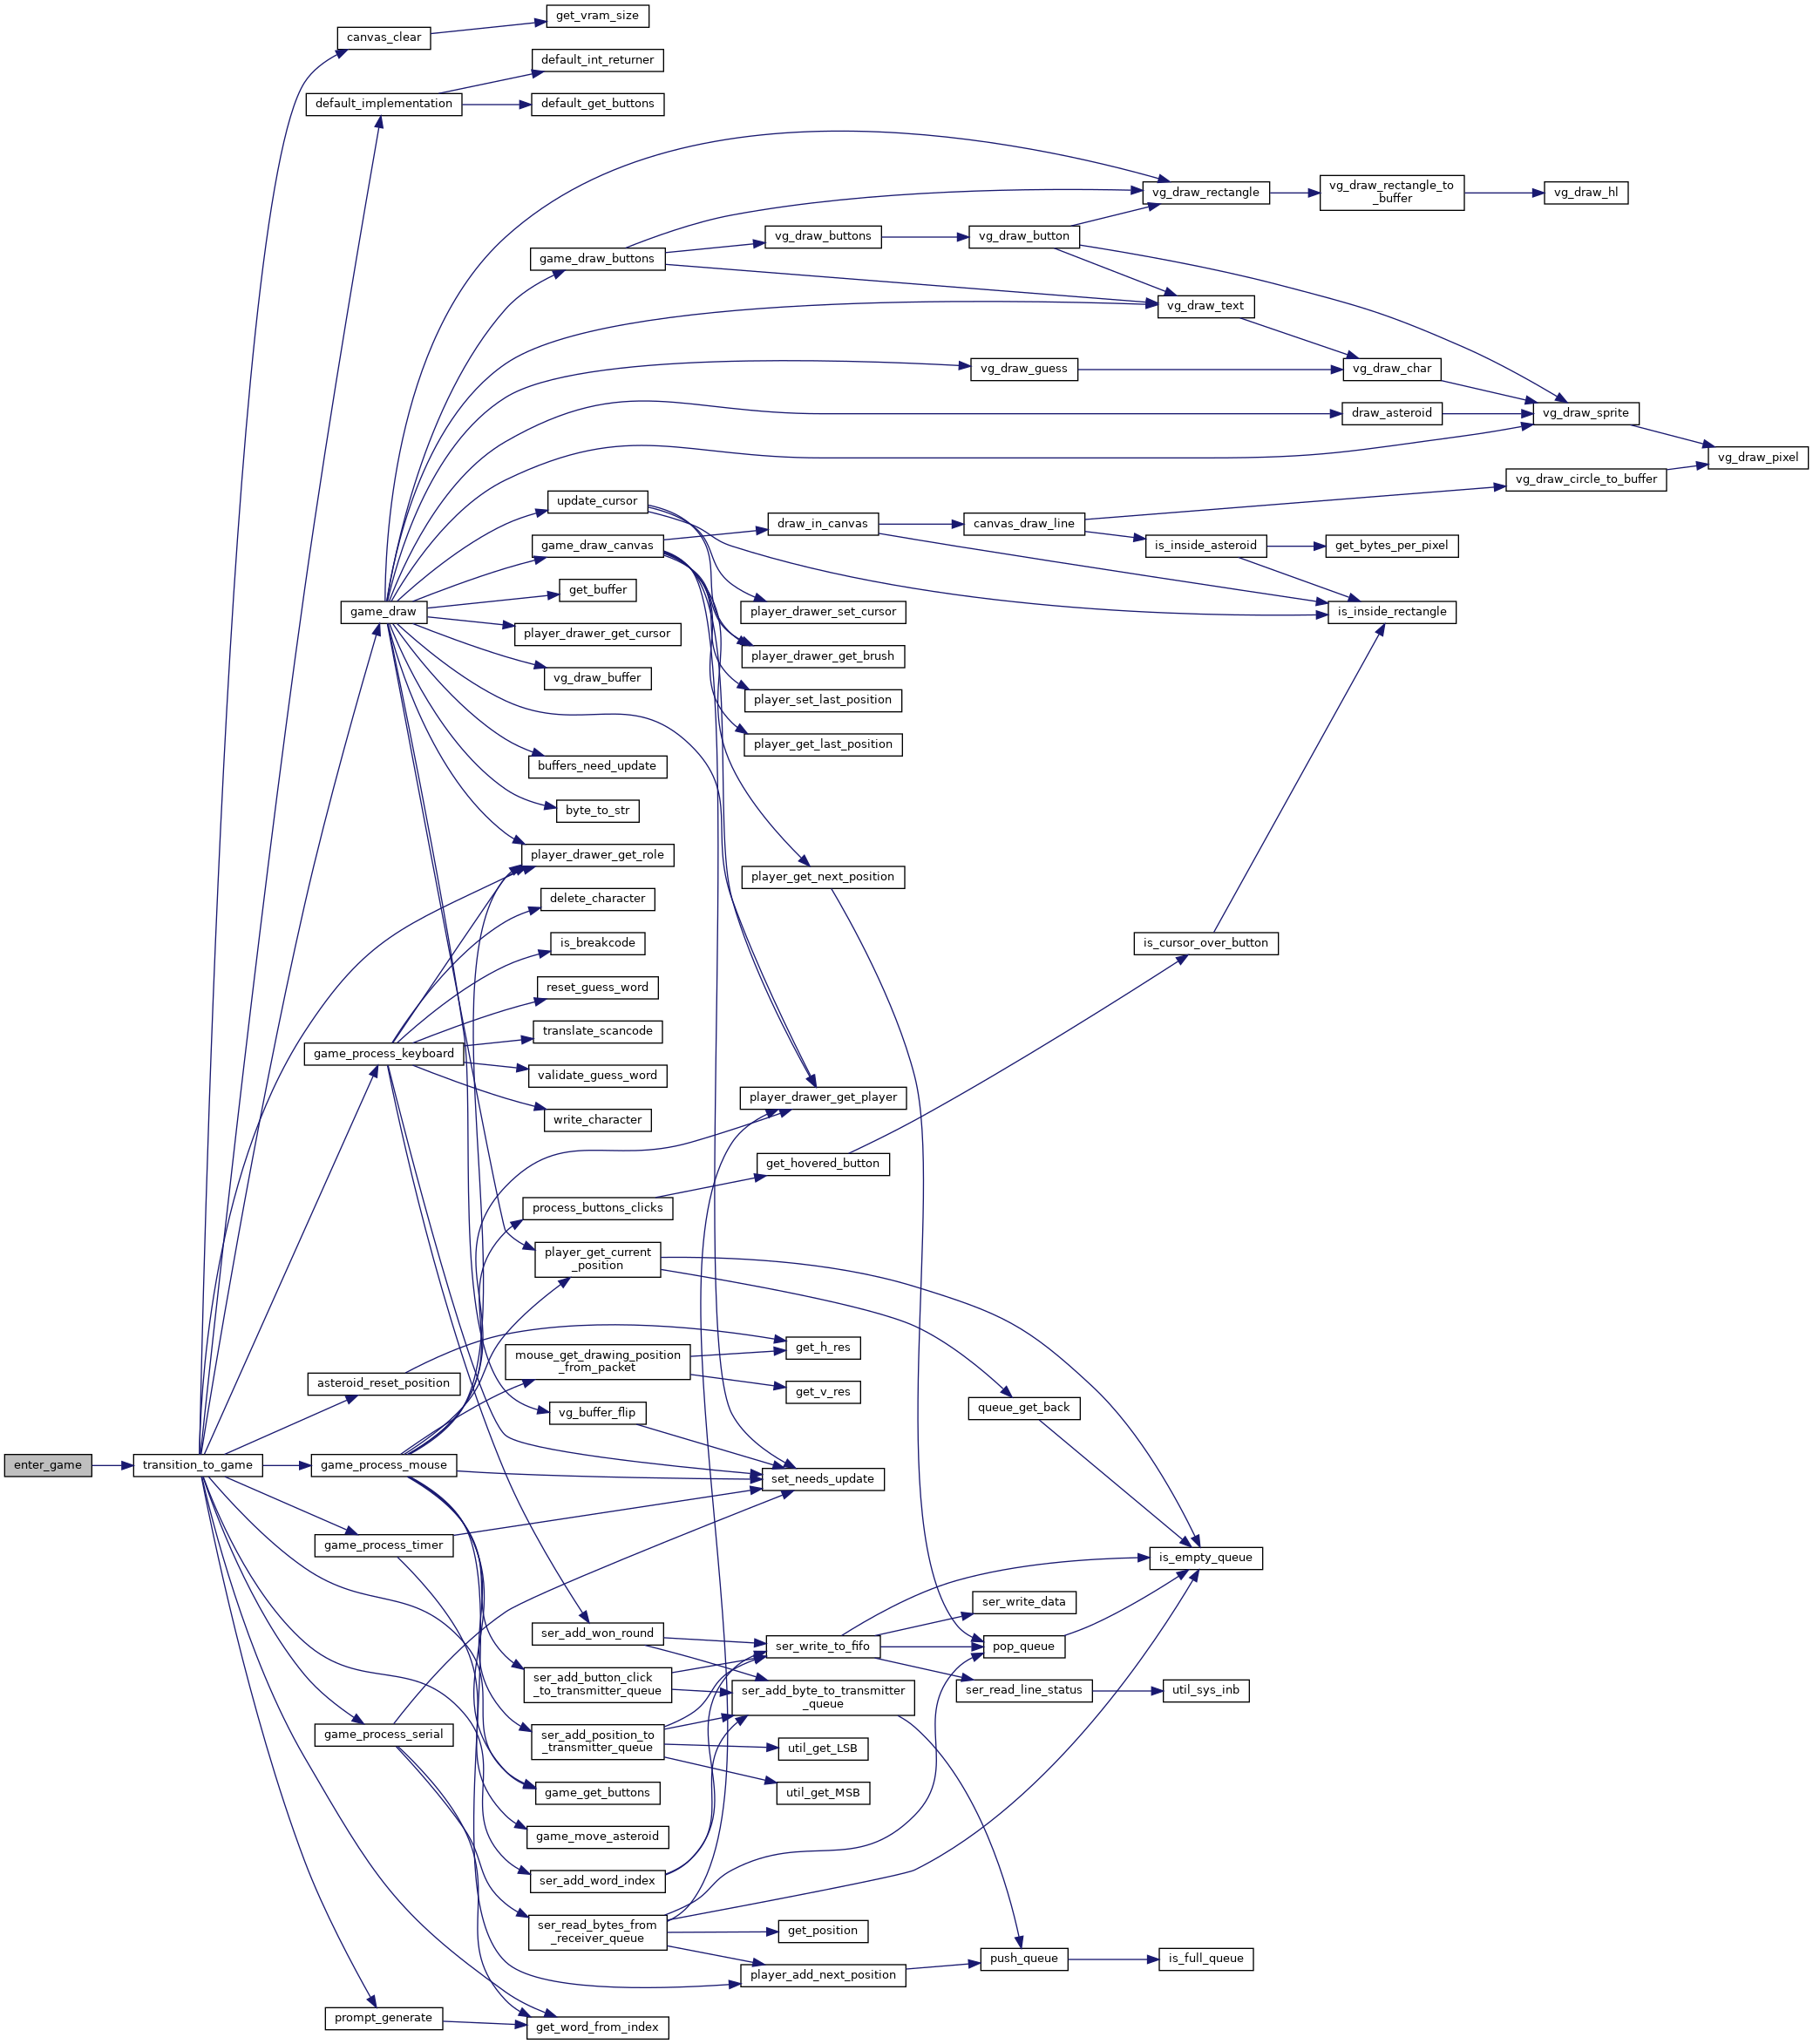 get_vram_size
canvas_clear
default_int_returner
default_implementation
default_get_buttons
vg_draw_rectangle
vg_draw_rectangle_to
_buffer
vg_draw_hl
vg_draw_buttons
vg_draw_button
game_draw_buttons
vg_draw_text
vg_draw_guess
vg_draw_char
draw_asteroid
vg_draw_sprite
vg_draw_pixel
vg_draw_circle_to_buffer
update_cursor
draw_in_canvas
canvas_draw_line
game_draw_canvas
is_inside_asteroid
get_bytes_per_pixel
get_buffer
game_draw
player_drawer_set_cursor
is_inside_rectangle
player_drawer_get_cursor
player_drawer_get_brush
vg_draw_buffer
player_set_last_position
player_get_last_position
buffers_need_update
byte_to_str
player_drawer_get_role
player_get_next_position
delete_character
is_breakcode
is_cursor_over_button
reset_guess_word
translate_scancode
game_process_keyboard
validate_guess_word
player_drawer_get_player
write_character
get_hovered_button
process_buttons_clicks
player_get_current
_position
get_h_res
mouse_get_drawing_position
_from_packet
asteroid_reset_position
get_v_res
queue_get_back
vg_buffer_flip
enter_game
transition_to_game
game_process_mouse
set_needs_update
game_process_timer
is_empty_queue
ser_write_data
ser_add_won_round
ser_write_to_fifo
pop_queue
ser_add_button_click
_to_transmitter_queue
ser_add_byte_to_transmitter
_queue
ser_read_line_status
util_sys_inb
game_process_serial
ser_add_position_to
_transmitter_queue
util_get_LSB
game_get_buttons
util_get_MSB
game_move_asteroid
ser_add_word_index
ser_read_bytes_from
_receiver_queue
get_position
push_queue
is_full_queue
player_add_next_position
prompt_generate
get_word_from_index